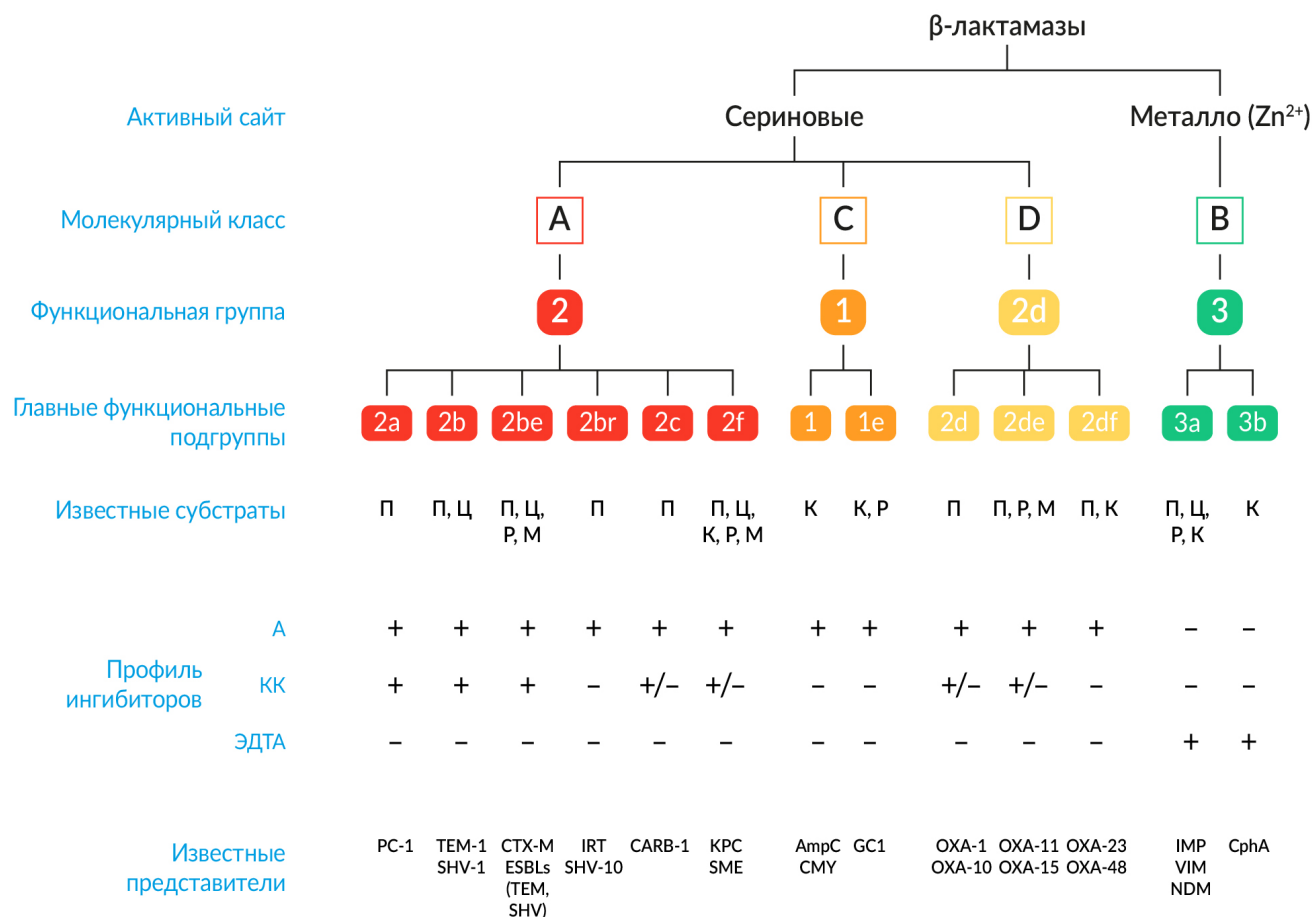 β-лактамазы
Активный сайт
Сериновые
Металло (Zn²⁺)
Молекулярный класс
A
C
D
B
Функциональная группа
2
1
2d
3
Главные функциональные
подгруппы
2a 2b 2be 2br 2c 2f 1 1e 2d 2de 2df 3a 3b
Известные субстраты
П
П, Ц
П, Ц,
Р, М
П
П
П, Ц,
К, Р, М
К
К, Р
П
П, Р, М
П, К
П, Ц,
Р, К
К
Профиль
ингибиторов
А + + + + + + + + + + + – –
КК + + + – +/– +/– – – +/– +/– – – –
ЭДТА – – – – – – – – – – – + +
Известные
представители
PC-1
TEM-1
SHV-1
CTX-M
ESBLs
(TEM,
SHV)
IRT
SHV-10
CARB-1
KPC
SME
AmpC
CMY
GC1
OXA-1
OXA-10
OXA-11
OXA-15
OXA-23
OXA-48
IMP
VIM
NDM
CphA